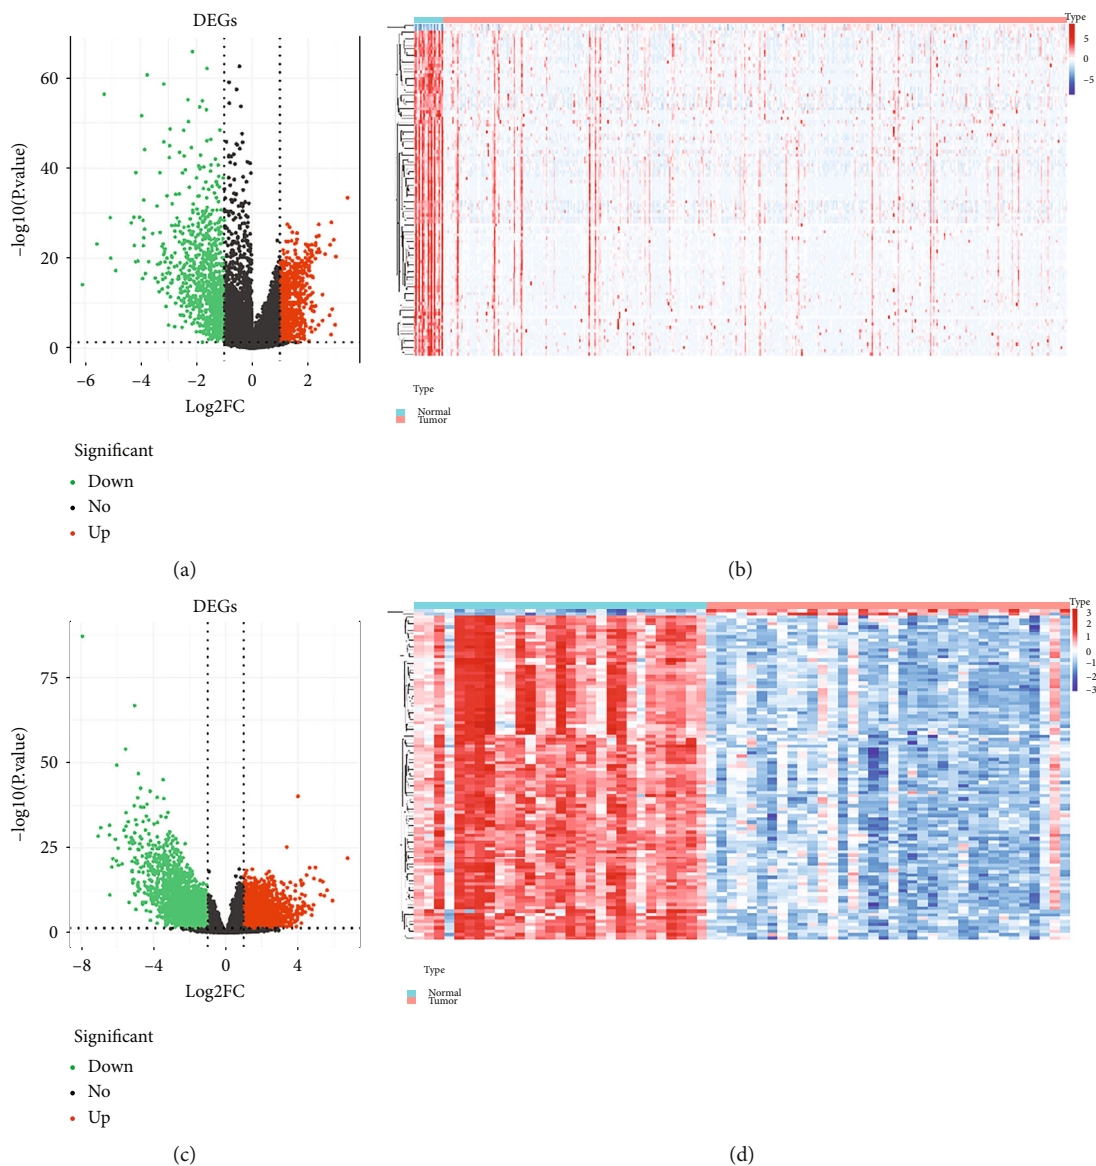 DEGs
60
40
20
0
−log10(P.value)
−6
−4
−2
0
2
Log2FC
Significant
Down
No
Up
(a)
Type
5
0
−5
Type
Normal
Tumor
(b)
DEGs
75
50
25
0
−log10(P.value)
−8
−4
0
4
Log2FC
Significant
Down
No
Up
(c)
Type
3
2
1
0
−1
−2
−3
Type
Normal
Tumor
(d)